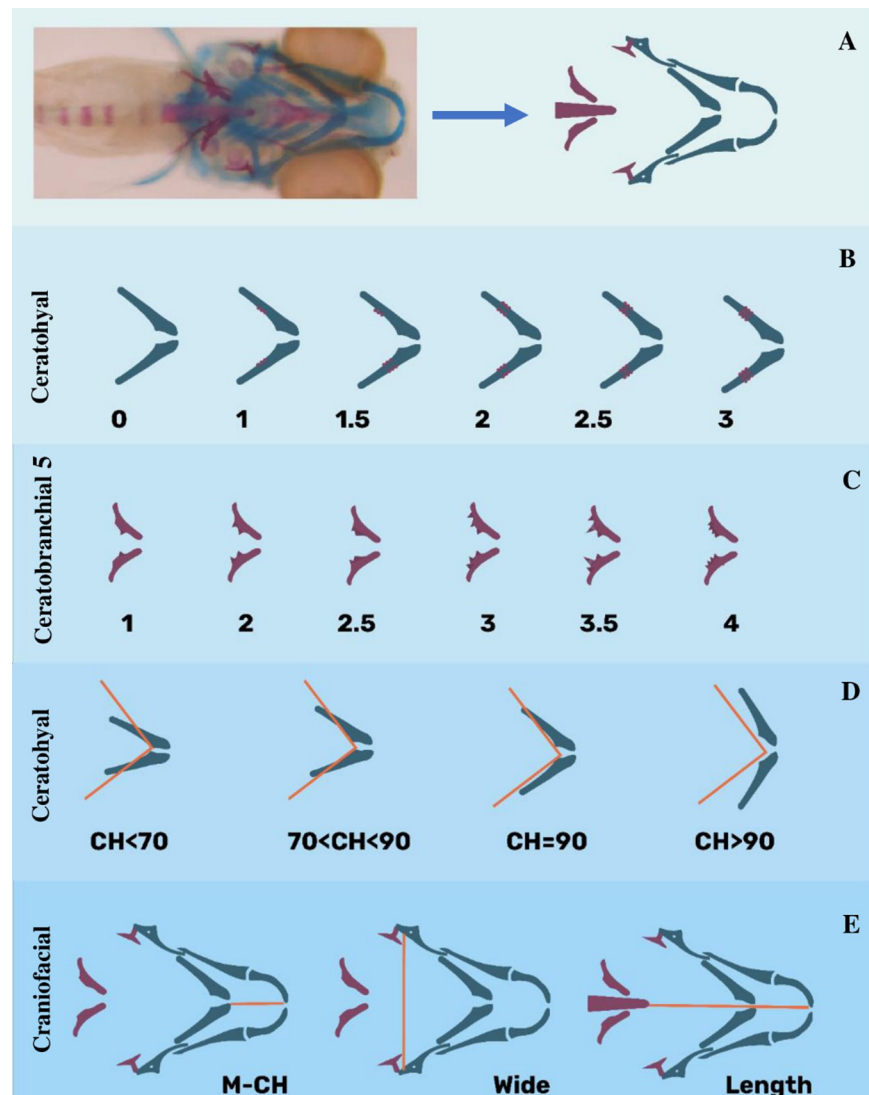 A
B
Ceratohyal
0 1 1.5 2 2.5 3
C
Ceratobranchial 5
1 2 2.5 3 3.5 4
D
Ceratohyal
CH<70 70<CH<90 CH=90 CH>90
E
Craniofacial
M-CH Wide Length